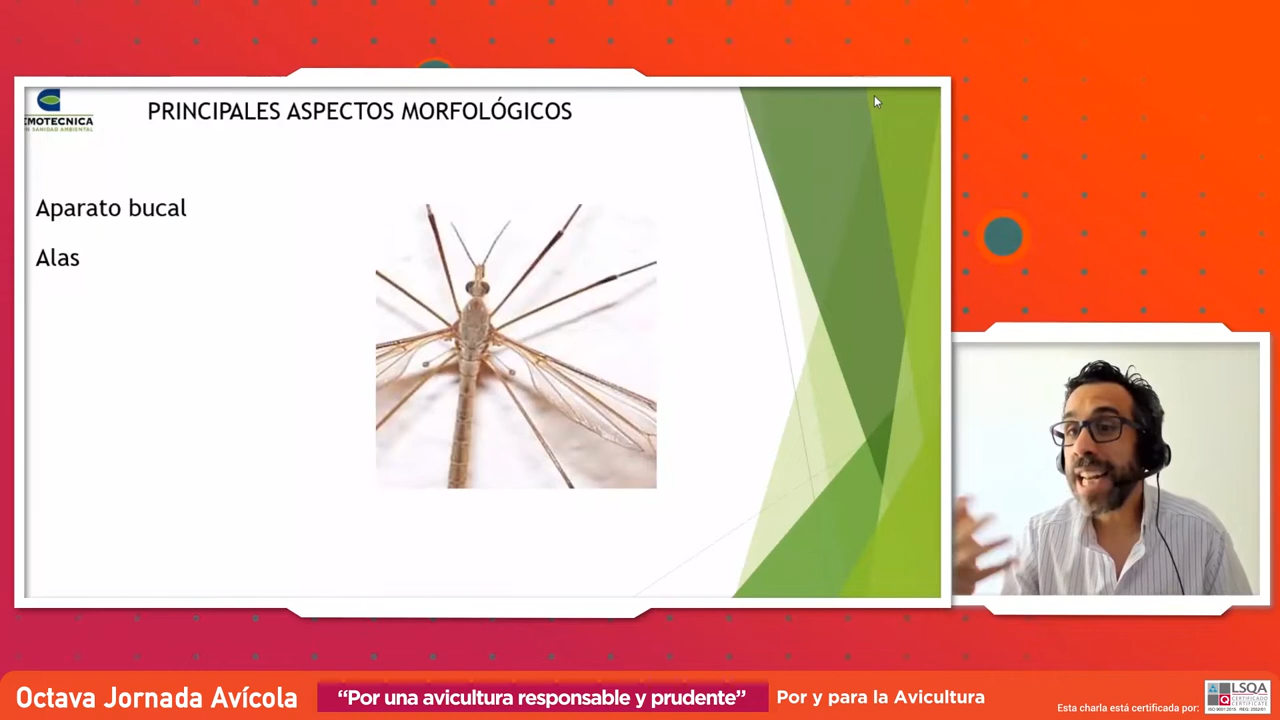 PRINCIPALES ASPECTOS MORFOLÓGICOS
EMOTECNICA
SANIDAD AMBIENTAL
Aparato bucal
Alas
Octava Jornada Avícola
“Por una avicultura responsable y prudente”
Por y para la Avicultura
Esta charla está certificada por:
LSQA